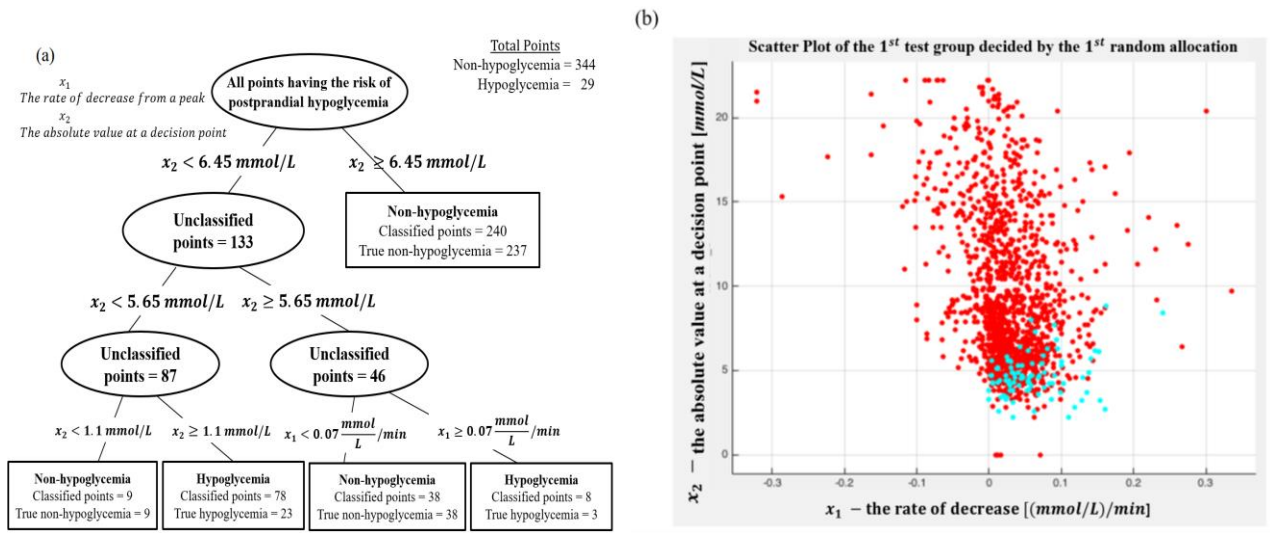 (a)
x₁
The rate of decrease from a peak
x₂
The absolute value at a decision point
All points having the risk of
postprandial hypoglycemia
Total Points
Non-hypoglycemia = 344
Hypoglycemia = 29
x₂ < 6.45 mmol/L
x₂ ≥ 6.45 mmol/L
Unclassified
points = 133
Non-hypoglycemia
Classified points = 240
True non-hypoglycemia = 237
x₂ < 5.65 mmol/L
x₂ ≥ 5.65 mmol/L
Unclassified
points = 87
Unclassified
points = 46
x₂ < 1.1 mmol/L
x₂ ≥ 1.1 mmol/L
x₁ < 0.07 mmol/L /min
x₁ ≥ 0.07 mmol/L /min
Non-hypoglycemia
Classified points = 9
True non-hypoglycemia = 9
Hypoglycemia
Classified points = 78
True hypoglycemia = 23
Non-hypoglycemia
Classified points = 38
True non-hypoglycemia = 38
Hypoglycemia
Classified points = 8
True hypoglycemia = 3
(b)
Scatter Plot of the 1st test group decided by the 1st random allocation
x₂ – the absolute value at a decision point [mmol/L]
20
15
10
5
0
-0.3
-0.2
-0.1
0
0.1
0.2
0.3
x₁ – the rate of decrease [(mmol/L)/min]